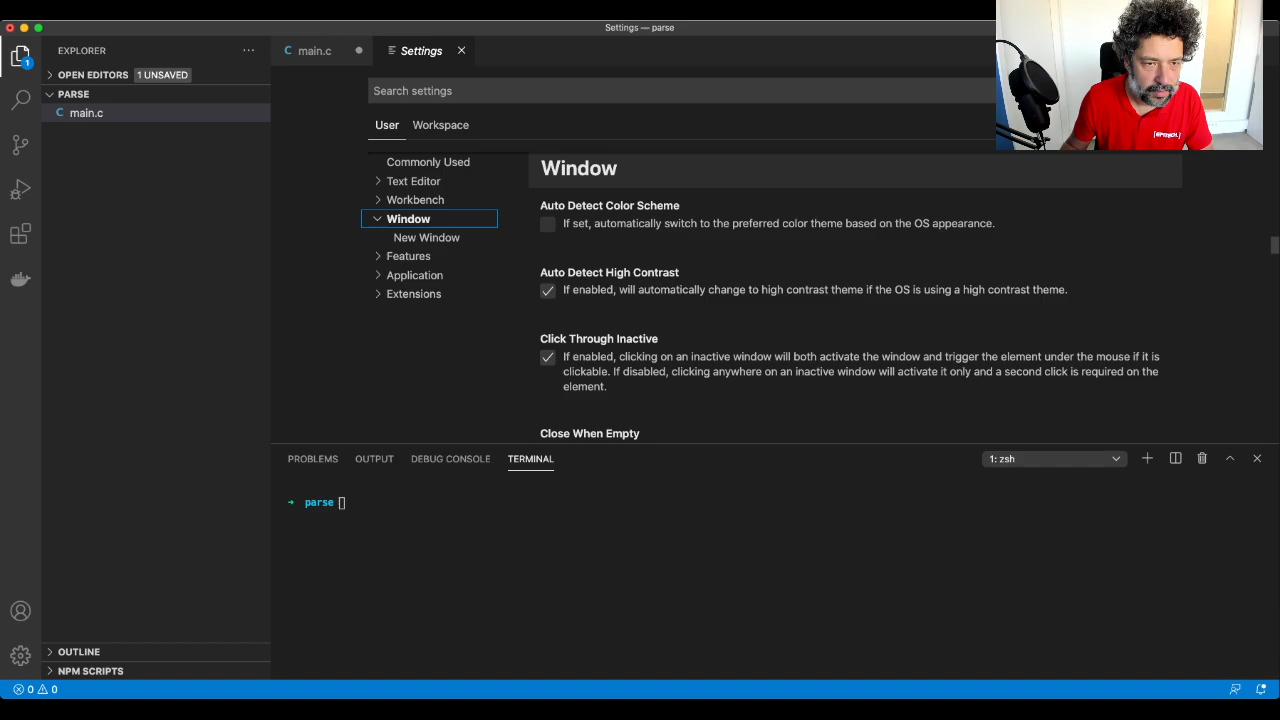 Settings — parse
EXPLORER
main.c
Settings
OPEN EDITORS 1 UNSAVED
PARSE
main.c
OUTLINE
NPM SCRIPTS
1
Search settings
User Workspace
Commonly Used
Text Editor
Workbench
Window
New Window
Features
Application
Extensions
Window
Auto Detect Color Scheme
If set, automatically switch to the preferred color theme based on the OS appearance.
Auto Detect High Contrast
If enabled, will automatically change to high contrast theme if the OS is using a high contrast theme.
Click Through Inactive
If enabled, clicking on an inactive window will both activate the window and trigger the element under the mouse if it is
clickable. If disabled, clicking anywhere on an inactive window will activate it only and a second click is required on the
element.
Close When Empty
PROBLEMS OUTPUT DEBUG CONSOLE TERMINAL
1: zsh
parse
0 0